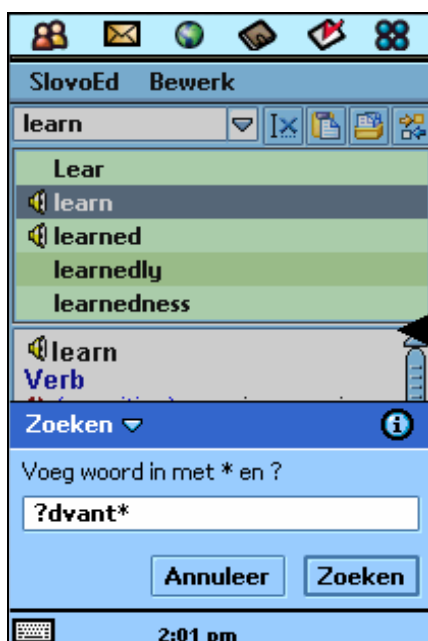 SlovoEd Bewerk
learn
Lear
learn
learned
learnedly
learnedness
learn
Verb
Zoeken
Voeg woord in met * en ?
?dvant*
Annuleer Zoeken
2:01 pm